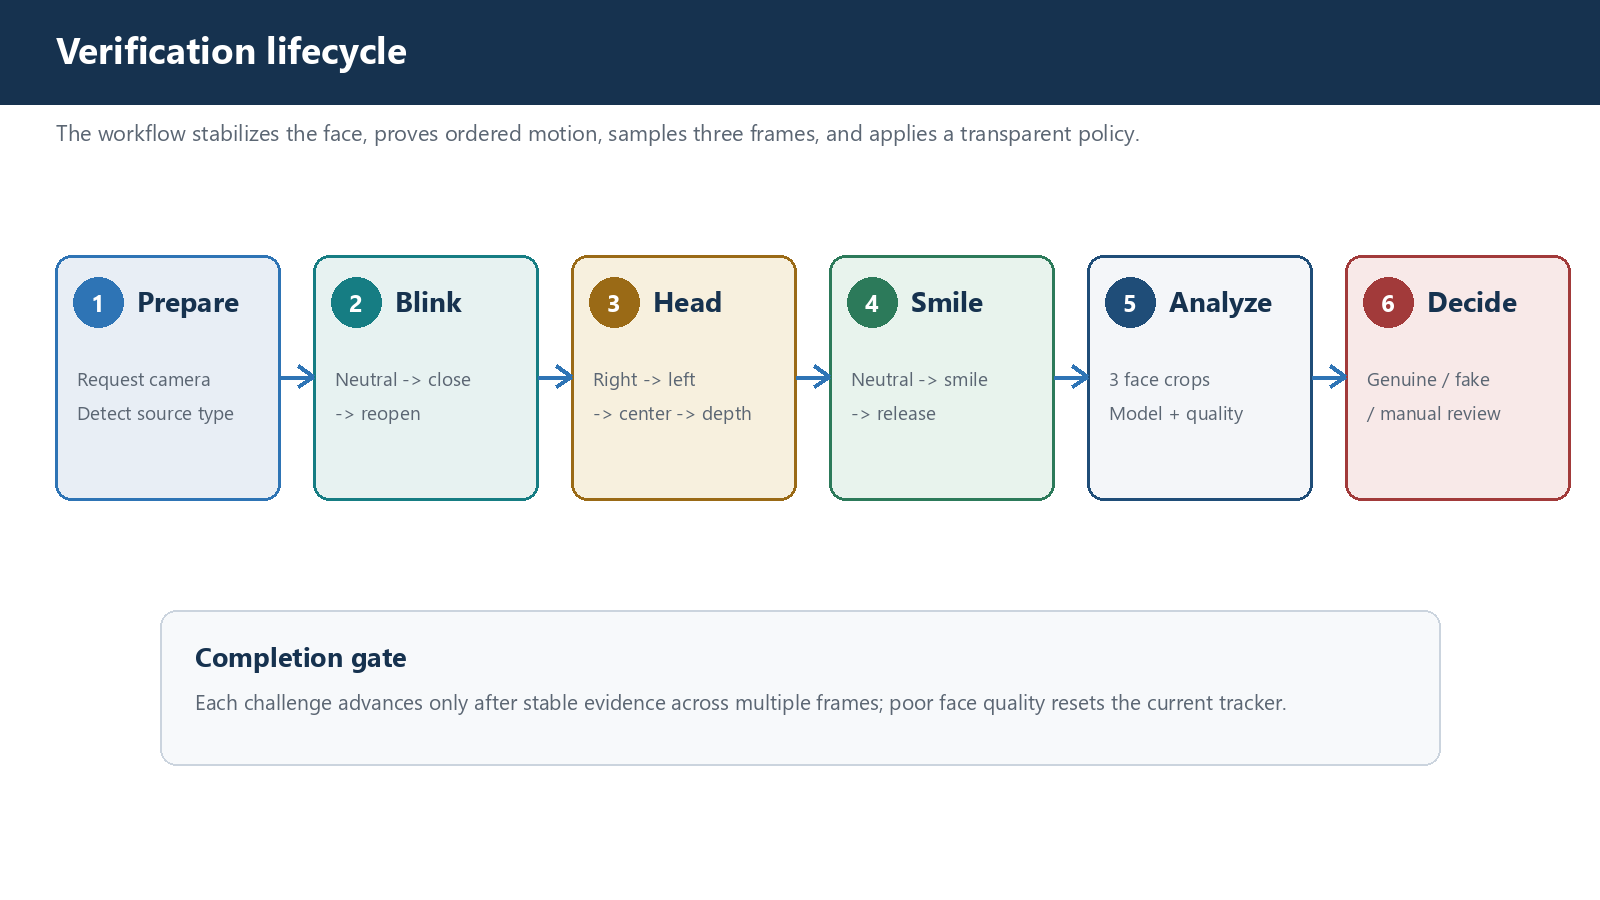 Verification lifecycle
The workflow stabilizes the face, proves ordered motion, samples three frames, and applies a transparent policy.
1 Prepare
Request camera
Detect source type
2 Blink
Neutral -> close
-> reopen
3 Head
Right -> left
-> center -> depth
4 Smile
Neutral -> smile
-> release
5 Analyze
3 face crops
Model + quality
6 Decide
Genuine / fake
/ manual review
Completion gate
Each challenge advances only after stable evidence across multiple frames; poor face quality resets the current tracker.